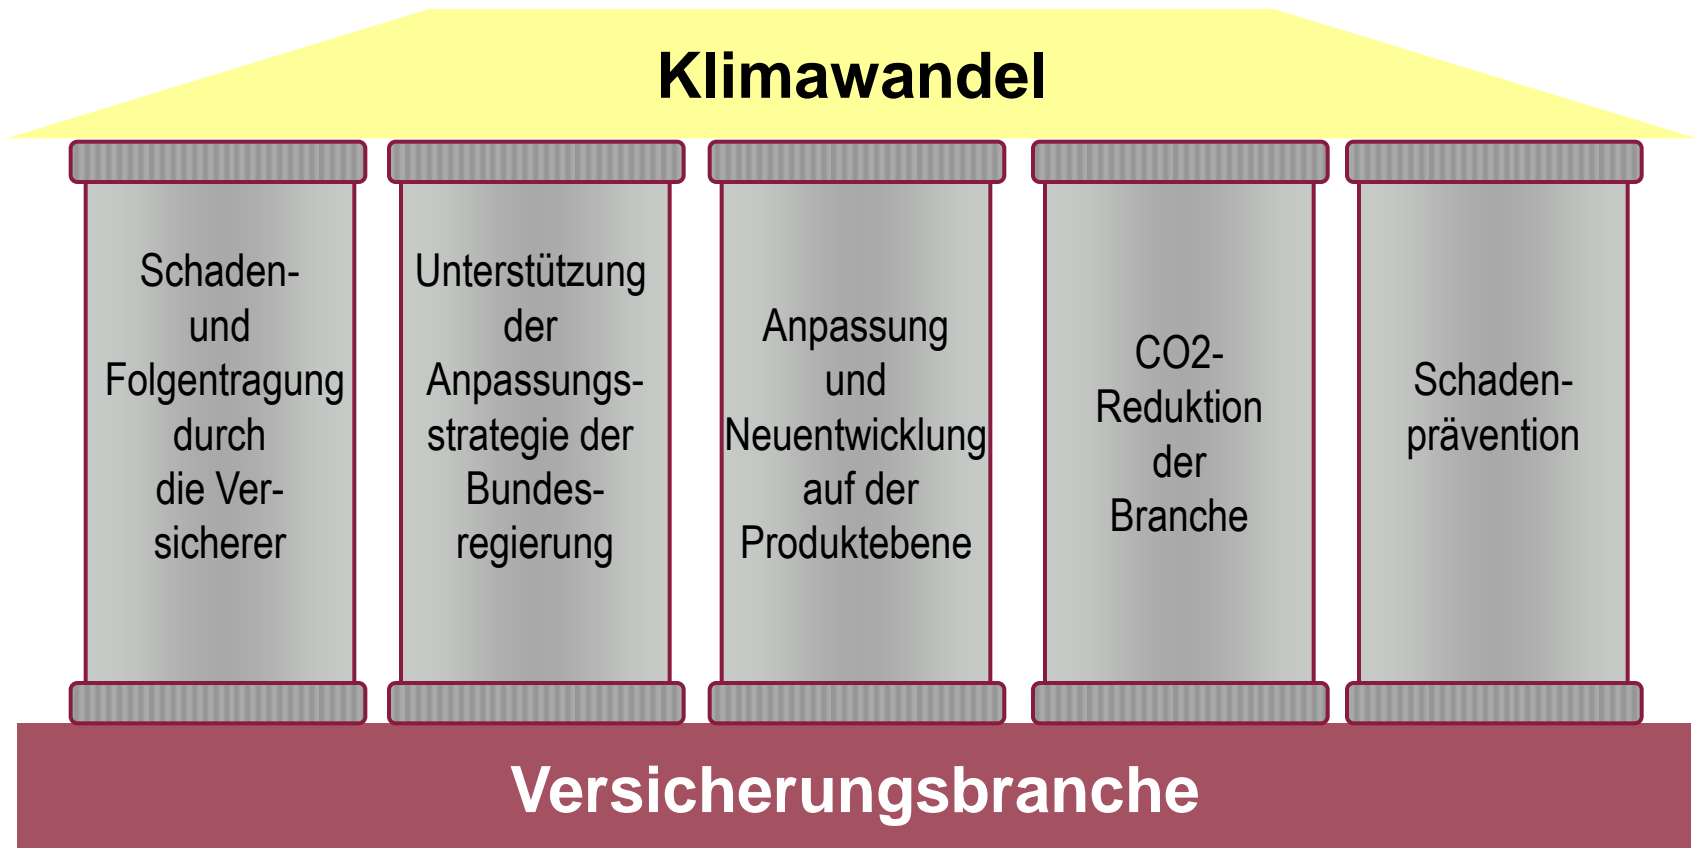 Klimawandel
Schaden-
und
Folgentragung
durch
die Ver-
sicherer
Unterstützung
der
Anpassungs-
strategie der
Bundes-
regierung
Anpassung
und
Neuentwicklung
auf der
Produktebene
CO2-
Reduktion
der
Branche
Schaden-
prävention
Versicherungsbranche